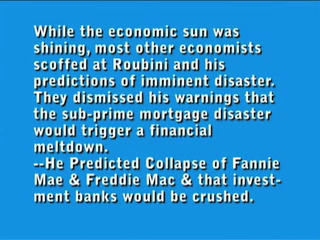 While the economic sun was
shining, most other economists
scoffed at Roubini and his
predictions of imminent disaster.
They dismissed his warnings that
the sub-prime mortgage disaster
would trigger a financial
meltdown.
--He Predicted Collapse of Fannie
Mae & Freddie Mac & that invest-
ment banks would be crushed.